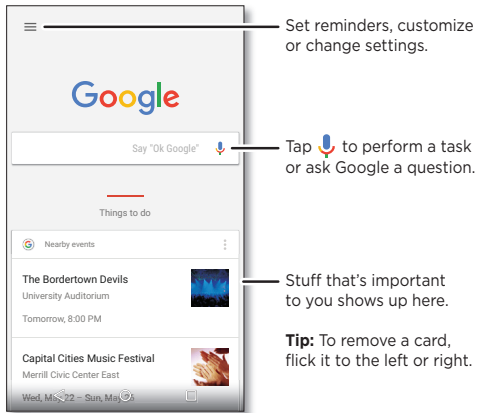 Set reminders, customize
or change settings.
Google
Say "Ok Google"
Tap to perform a task
or ask Google a question.
Things to do
Nearby events
The Bordertown Devils
University Auditorium
Tomorrow, 8:00 PM
Stuff that's important
to you shows up here.
Tip: To remove a card,
flick it to the left or right.
Capital Cities Music Festival
Merrill Civic Center East
Wed, 22 – Sun,